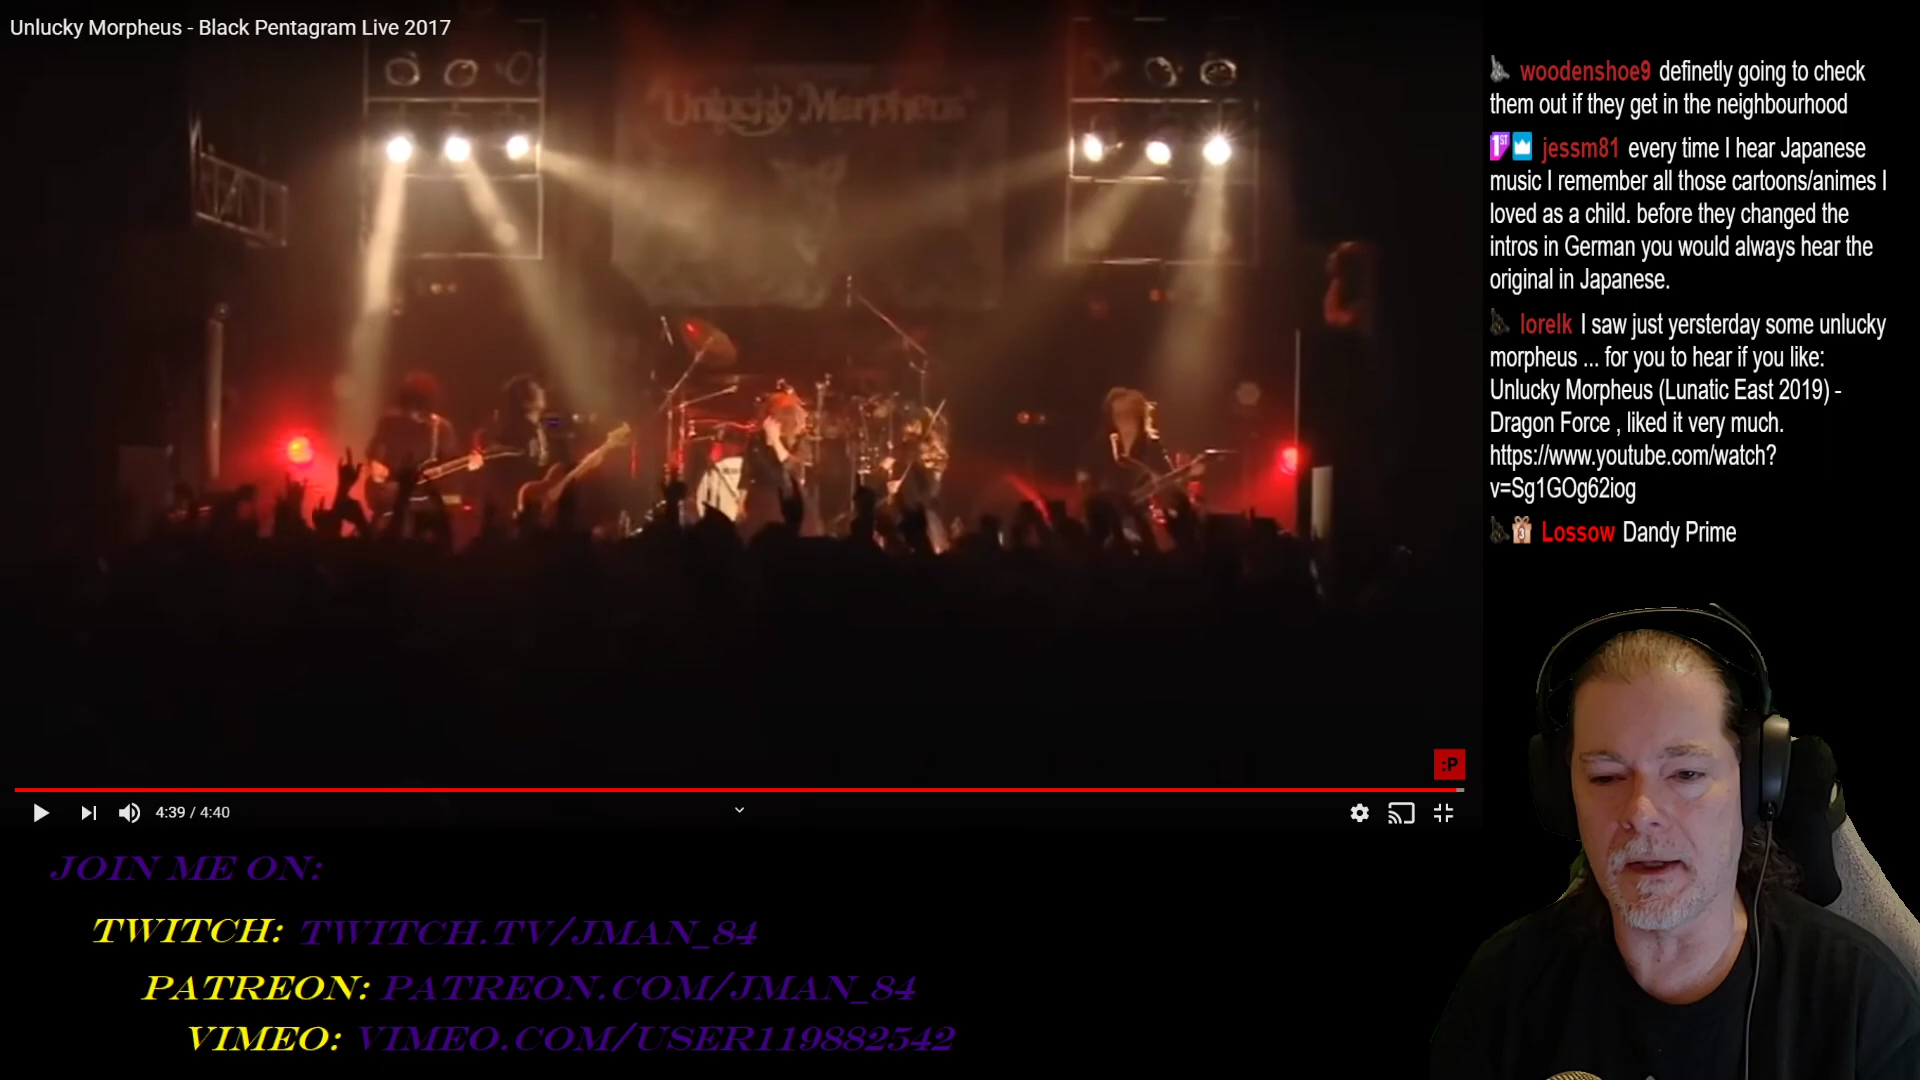 Unlucky Morpheus - Black Pentagram Live 2017
Unlucky Morpheus
woodenshoe9 definetly going to check
them out if they get in the neighbourhood
1ST jessm81 every time I hear Japanese
music I remember all those cartoons/animes I
loved as a child. before they changed the
intros in German you would always hear the
original in Japanese.
lorelk I saw just yersterday some unlucky
morpheus ... for you to hear if you like:
Unlucky Morpheus (Lunatic East 2019) -
Dragon Force , liked it very much.
https://www.youtube.com/watch?
v=Sg1GOg62iog
3 Lossow Dandy Prime
:P
4:39 / 4:40
JOIN ME ON:
TWITCH: TWITCH.TV/JMAN_84
PATREON: PATREON.COM/JMAN_84
VIMEO: VIMEO.COM/USER119882542